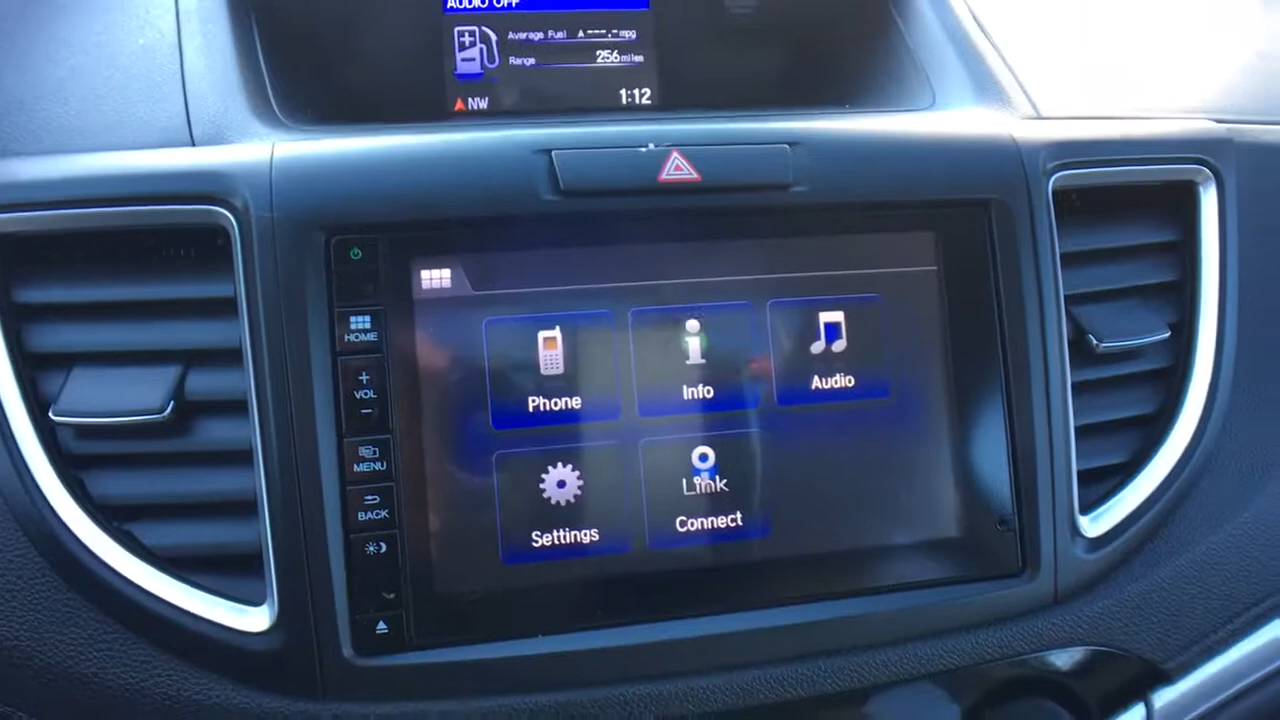 AUDIO OFF
Average Fuel A ---.- mpg
Range 256 miles
NW 1:12
HOME
+
VOL
−
MENU
BACK
Phone
Info
Audio
Settings
Link
Connect